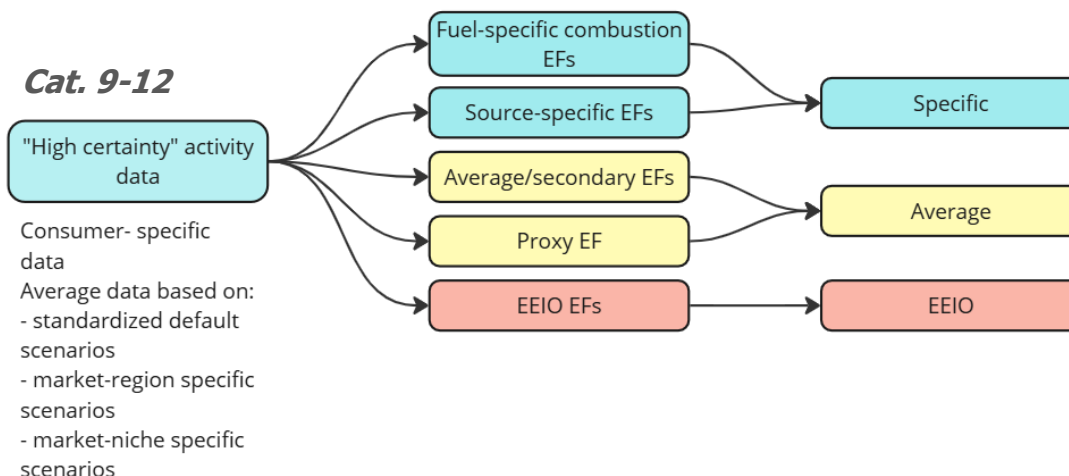 Cat. 9-12
"High certainty" activity
data
Consumer- specific
data
Average data based on:
- standardized default
scenarios
- market-region specific
scenarios
- market-niche specific
scenarios
Fuel-specific combustion
EFs
Source-specific EFs
Average/secondary EFs
Proxy EF
EEIO EFs
Specific
Average
EEIO